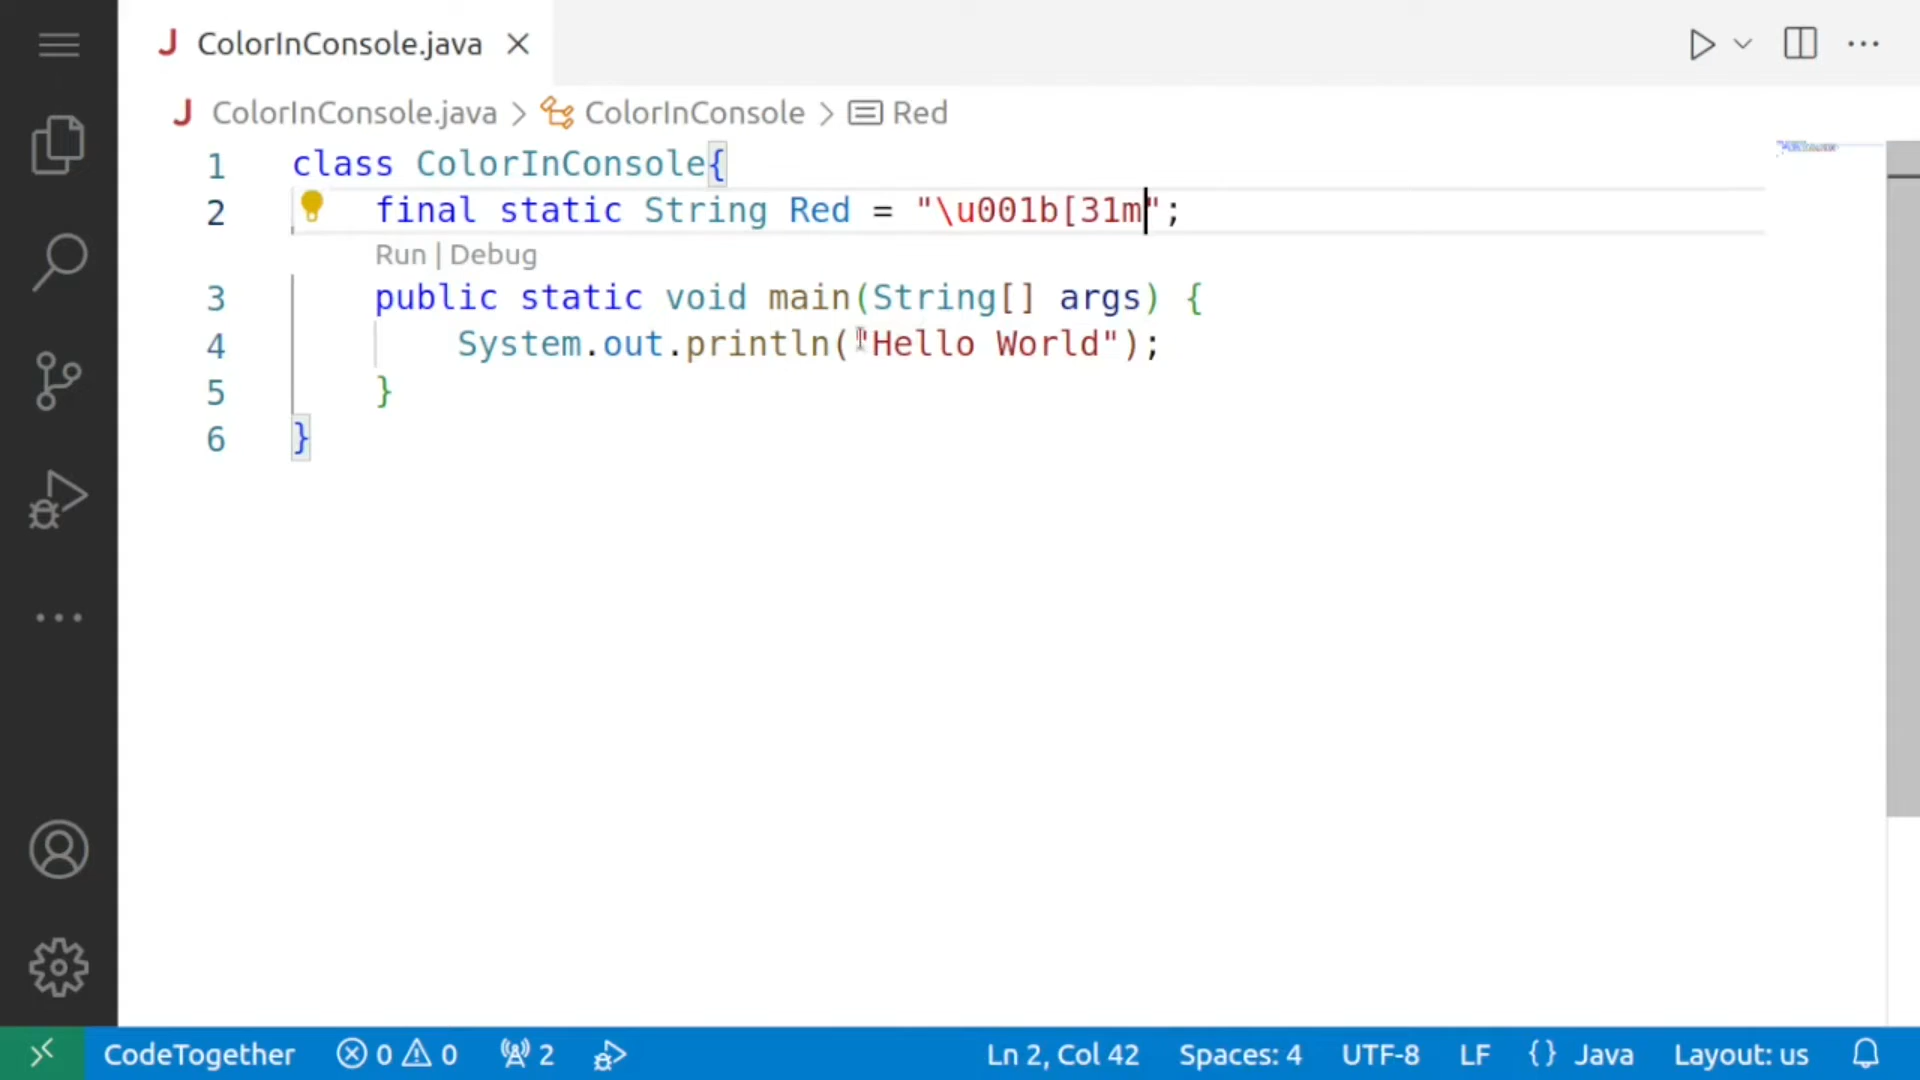 J ColorInConsole.java
J ColorInConsole.java > ColorInConsole > Red
1 class ColorInConsole{
2 final static String Red = "\u001b[31m";
Run | Debug
3 public static void main(String[] args) {
4 System.out.println("Hello World");
5 }
6 }
CodeTogether 0 0 2 Ln 2, Col 42 Spaces: 4 UTF-8 LF {} Java Layout: us